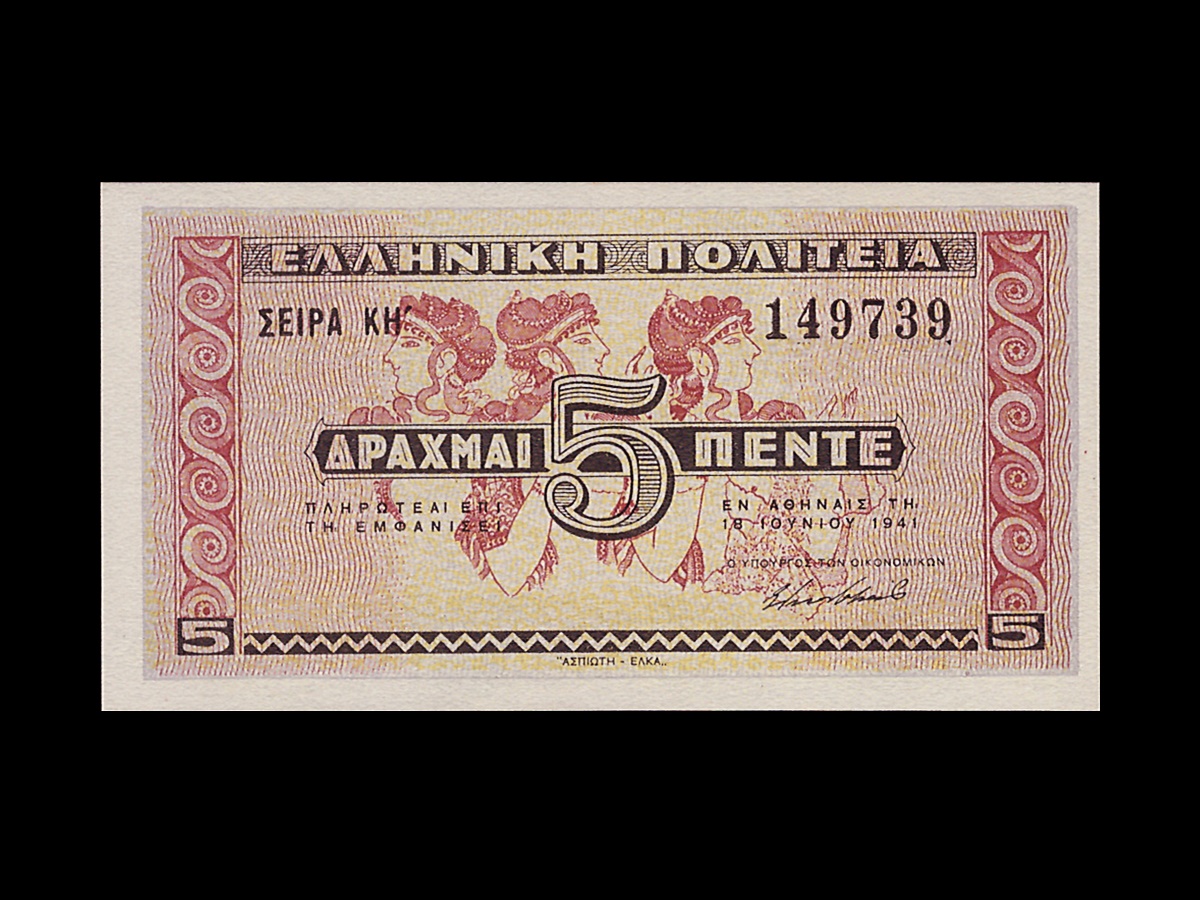 ΕΛΛΗΝΙΚΗ ΠΟΛΙΤΕΙΑ
ΣΕΙΡΑ ΚΗ' 149739
ΔΡΑΧΜΑΙ 5 ΠΕΝΤΕ
ΠΛΗΡΩΤΕΑΙ ΕΠΙ
ΤΗ ΕΜΦΑΝΙΣΕΙ
ΕΝ ΑΘΗΝΑΙΣ ΤΗ
18 ΙΟΥΝΙΟΥ 1941
Ο ΥΠΟΥΡΓΟΣ ΤΩΝ ΟΙΚΟΝΟΜΙΚΩΝ
5 5
"ΑΣΠΙΩΤΗ - ΕΛΚΑ„